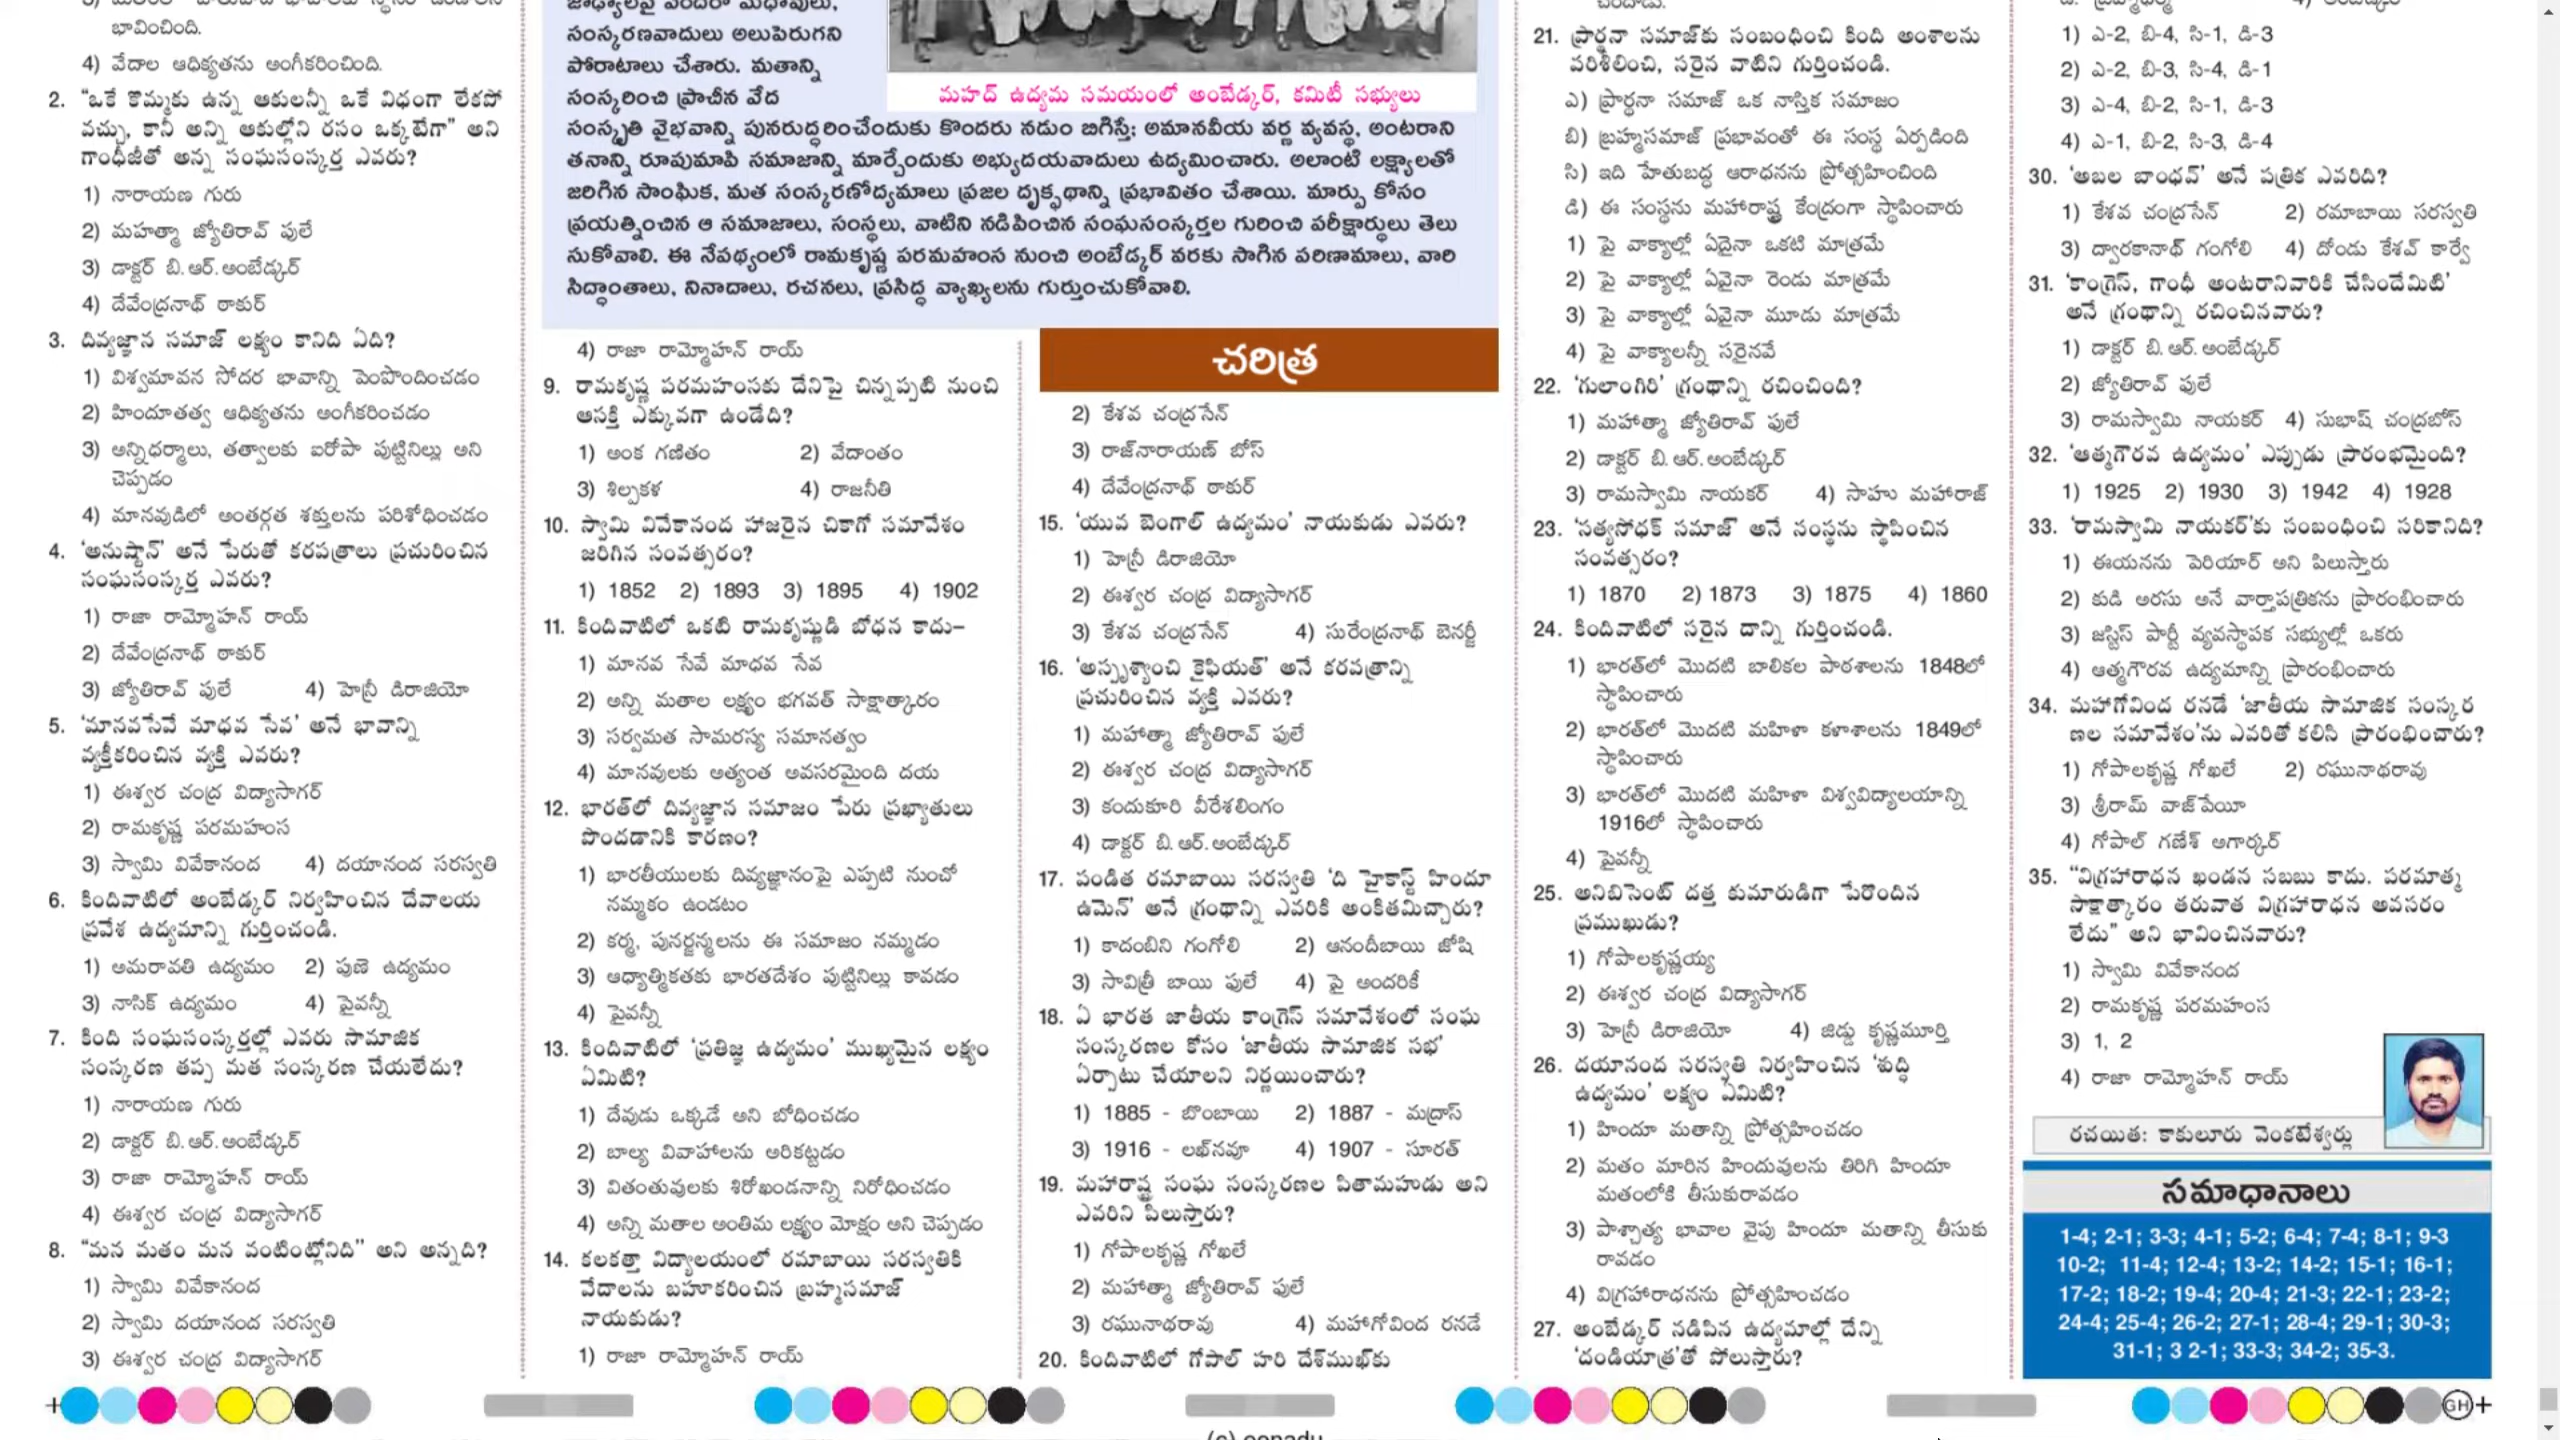 భావించింది.
4) వేదాల ఆధిక్యతను అంగీకరించింది.
2. “ఒకే కొమ్మకు ఉన్న ఆకులన్నీ ఒకే విధంగా లేకపో
వచ్చు, కానీ అన్ని ఆకుల్లోని రసం ఒక్కటేగా” అని
గాంధీజీతో అన్న సంఘసంస్కర్త ఎవరు?
1) నారాయణ గురు
2) మహత్మా జ్యోతిరావ్ ఫులే
3) డాక్టర్ బి.ఆర్.అంబేడ్కర్
4) దేవేంద్రనాథ్ ఠాకుర్
3. దివ్యజ్ఞాన సమాజ్ లక్ష్యం కానిది ఏది?
1) విశ్వమావన సోదర భావాన్ని పెంపొందించడం
2) హిందూతత్వ ఆధిక్యతను అంగీకరించడం
3) అన్నిధర్మాలు, తత్వాలకు ఐరోపా పుట్టినిల్లు అని
చెప్పడం
4) మానవుడిలో అంతర్గత శక్తులను పరిశోధించడం
4. ‘అనుష్ఠాన్’ అనే పేరుతో కరపత్రాలు ప్రచురించిన
సంఘసంస్కర్త ఎవరు?
1) రాజా రామ్మోహన్ రాయ్
2) దేవేంద్రనాథ్ ఠాకుర్
3) జ్యోతిరావ్ ఫులే 4) హెన్రీ డిరాజియో
5. ‘మానవసేవే మాధవ సేవ’ అనే భావాన్ని
వ్యక్తీకరించిన వ్యక్తి ఎవరు?
1) ఈశ్వర చంద్ర విద్యాసాగర్
2) రామకృష్ణ పరమహంస
3) స్వామి వివేకానంద 4) దయానంద సరస్వతి
6. కిందివాటిలో అంబేడ్కర్ నిర్వహించిన దేవాలయ
ప్రవేశ ఉద్యమాన్ని గుర్తించండి.
1) అమరావతి ఉద్యమం 2) పుణె ఉద్యమం
3) నాసిక్ ఉద్యమం 4) పైవన్నీ
7. కింది సంఘసంస్కర్తల్లో ఎవరు సామాజిక
సంస్కరణ తప్ప మత సంస్కరణ చేయలేదు?
1) నారాయణ గురు
2) డాక్టర్ బి.ఆర్.అంబేడ్కర్
3) రాజా రామ్మోహన్ రాయ్
4) ఈశ్వర చంద్ర విద్యాసాగర్
8. “మన మతం మన వంటింట్లోనిది” అని అన్నది?
1) స్వామి వివేకానంద
2) స్వామి దయానంద సరస్వతి
3) ఈశ్వర చంద్ర విద్యాసాగర్
సంస్కరణవాదులు అలుపెరుగని
పోరాటాలు చేశారు. మతాన్ని
సంస్కరించి ప్రాచీన వేద
మహద్ ఉద్యమ సమయంలో అంబేడ్కర్, కమిటీ సభ్యులు
సంస్కృతి వైభవాన్ని పునరుద్ధరించేందుకు కొందరు నడుం బిగిస్తే; అమానవీయ వర్ణ వ్యవస్థ, అంటరాని
తనాన్ని రూపుమాపి సమాజాన్ని మార్చేందుకు అభ్యుదయవాదులు ఉద్యమించారు. అలాంటి లక్ష్యాలతో
జరిగిన సాంఘిక, మత సంస్కరణోద్యమాలు ప్రజల దృక్పథాన్ని ప్రభావితం చేశాయి. మార్పు కోసం
ప్రయత్నించిన ఆ సమాజాలు, సంస్థలు, వాటిని నడిపించిన సంఘసంస్కర్తల గురించి పరీక్షార్థులు తెలు
సుకోవాలి. ఈ నేపథ్యంలో రామకృష్ణ పరమహంస నుంచి అంబేడ్కర్ వరకు సాగిన పరిణామాలు, వారి
సిద్ధాంతాలు, నినాదాలు, రచనలు, ప్రసిద్ధ వ్యాఖ్యలను గుర్తుంచుకోవాలి.
4) రాజా రామ్మోహన్ రాయ్
9. రామకృష్ణ పరమహంసకు దేనిపై చిన్నప్పటి నుంచి
ఆసక్తి ఎక్కువగా ఉండేది?
1) అంక గణితం 2) వేదాంతం
3) శిల్పకళ 4) రాజనీతి
10. స్వామి వివేకానంద హాజరైన చికాగో సమావేశం
జరిగిన సంవత్సరం?
1) 1852 2) 1893 3) 1895 4) 1902
11. కిందివాటిలో ఒకటి రామకృష్ణుడి బోధన కాదు–
1) మానవ సేవే మాధవ సేవ
2) అన్ని మతాల లక్ష్యం భగవత్ సాక్షాత్కారం
3) సర్వమత సామరస్య సమానత్వం
4) మానవులకు అత్యంత అవసరమైంది దయ
12. భారత్‌లో దివ్యజ్ఞాన సమాజం పేరు ప్రఖ్యాతులు
పొందడానికి కారణం?
1) భారతీయులకు దివ్యజ్ఞానంపై ఎప్పటి నుంచో
నమ్మకం ఉండటం
2) కర్మ, పునర్జన్మలను ఈ సమాజం నమ్మడం
3) ఆధ్యాత్మికతకు భారతదేశం పుట్టినిల్లు కావడం
4) పైవన్నీ
13. కిందివాటిలో ‘ప్రతిజ్ఞ ఉద్యమం’ ముఖ్యమైన లక్ష్యం
ఏమిటి?
1) దేవుడు ఒక్కడే అని బోధించడం
2) బాల్య వివాహాలను అరికట్టడం
3) వితంతువులకు శిరోఖండనాన్ని నిరోధించడం
4) అన్ని మతాల అంతిమ లక్ష్యం మోక్షం అని చెప్పడం
14. కలకత్తా విద్యాలయంలో రమాబాయి సరస్వతికి
వేదాలను బహూకరించిన బ్రహ్మసమాజ్
నాయకుడు?
1) రాజా రామ్మోహన్ రాయ్
చరిత్ర
2) కేశవ చంద్రసేన్
3) రాజ్‌నారాయణ్ బోస్
4) దేవేంద్రనాథ్ ఠాకుర్
15. ‘యువ బెంగాల్ ఉద్యమం’ నాయకుడు ఎవరు?
1) హెన్రీ డిరాజియో
2) ఈశ్వర చంద్ర విద్యాసాగర్
3) కేశవ చంద్రసేన్ 4) సురేంద్రనాథ్ బెనర్జీ
16. ‘అస్పృశ్యాంచి కైఫియత్’ అనే కరపత్రాన్ని
ప్రచురించిన వ్యక్తి ఎవరు?
1) మహాత్మా జ్యోతిరావ్ ఫులే
2) ఈశ్వర చంద్ర విద్యాసాగర్
3) కందుకూరి వీరేశలింగం
4) డాక్టర్ బి.ఆర్.అంబేడ్కర్
17. పండిత రమాబాయి సరస్వతి ‘ది హైకాస్ట్ హిందూ
ఉమెన్’ అనే గ్రంథాన్ని ఎవరికి అంకితమిచ్చారు?
1) కాదంబిని గంగోలి 2) ఆనందీబాయి జోషి
3) సావిత్రీ బాయి ఫులే 4) పై అందరికీ
18. ఏ భారత జాతీయ కాంగ్రెస్ సమావేశంలో సంఘ
సంస్కరణల కోసం ‘జాతీయ సామాజిక సభ’
ఏర్పాటు చేయాలని నిర్ణయించారు?
1) 1885 - బొంబాయి 2) 1887 - మద్రాస్
3) 1916 - లఖ్‌నవూ 4) 1907 - సూరత్
19. మహారాష్ట్ర సంఘ సంస్కరణల పితామహుడు అని
ఎవరిని పిలుస్తారు?
1) గోపాలకృష్ణ గోఖలే
2) మహాత్మా జ్యోతిరావ్ ఫులే
3) రఘునాథరావు 4) మహాగోవింద రనడే
20. కిందివాటిలో గోపాల్ హరి దేశ్‌ముఖ్‌కు
21. ప్రార్థనా సమాజ్‌కు సంబంధించి కింది అంశాలను
పరిశీలించి, సరైన వాటిని గుర్తించండి.
ఎ) ప్రార్థనా సమాజ్ ఒక నాస్తిక సమాజం
బి) బ్రహ్మసమాజ్ ప్రభావంతో ఈ సంస్థ ఏర్పడింది
సి) ఇది హేతుబద్ధ ఆరాధనను ప్రోత్సహించింది
డి) ఈ సంస్థను మహారాష్ట్ర కేంద్రంగా స్థాపించారు
1) పై వాక్యాల్లో ఏదైనా ఒకటి మాత్రమే
2) పై వాక్యాల్లో ఏవైనా రెండు మాత్రమే
3) పై వాక్యాల్లో ఏవైనా మూడు మాత్రమే
4) పై వాక్యాలన్నీ సరైనవే
22. ‘గులాంగిరి’ గ్రంథాన్ని రచించింది?
1) మహాత్మా జ్యోతిరావ్ ఫులే
2) డాక్టర్ బి.ఆర్.అంబేడ్కర్
3) రామస్వామి నాయకర్ 4) సాహు మహారాజ్
23. ‘సత్యసోధక్ సమాజ్’ అనే సంస్థను స్థాపించిన
సంవత్సరం?
1) 1870 2) 1873 3) 1875 4) 1860
24. కిందివాటిలో సరైన దాన్ని గుర్తించండి.
1) భారత్‌లో మొదటి బాలికల పాఠశాలను 1848లో
స్థాపించారు
2) భారత్‌లో మొదటి మహిళా కళాశాలను 1849లో
స్థాపించారు
3) భారత్‌లో మొదటి మహిళా విశ్వవిద్యాలయాన్ని
1916లో స్థాపించారు
4) పైవన్నీ
25. అనిబిసెంట్ దత్త కుమారుడిగా పేరొందిన
ప్రముఖుడు?
1) గోపాలకృష్ణయ్య
2) ఈశ్వర చంద్ర విద్యాసాగర్
3) హెన్రీ డిరాజియో 4) జిడ్డు కృష్ణమూర్తి
26. దయానంద సరస్వతి నిర్వహించిన ‘శుద్ధి
ఉద్యమం’ లక్ష్యం ఏమిటి?
1) హిందూ మతాన్ని ప్రోత్సహించడం
2) మతం మారిన హిందువులను తిరిగి హిందూ
మతంలోకి తీసుకురావడం
3) పాశ్చాత్య భావాల వైపు హిందూ మతాన్ని తీసుకు
రావడం
4) విగ్రహారాధనను ప్రోత్సహించడం
27. అంబేడ్కర్ నడిపిన ఉద్యమాల్లో దేన్ని
‘దండియాత్ర’తో పోలుస్తారు?
1) ఎ-2, బి-4, సి-1, డి-3
2) ఎ-2, బి-3, సి-4, డి-1
3) ఎ-4, బి-2, సి-1, డి-3
4) ఎ-1, బి-2, సి-3, డి-4
30. ‘అబల బాంధవ్’ అనే పత్రిక ఎవరిది?
1) కేశవ చంద్రసేన్ 2) రమాబాయి సరస్వతి
3) ద్వారకానాథ్ గంగోలి 4) దోండు కేశవ్ కార్వే
31. ‘కాంగ్రెస్, గాంధీ అంటరానివారికి చేసిందేమిటి’
అనే గ్రంథాన్ని రచించినవారు?
1) డాక్టర్ బి.ఆర్.అంబేడ్కర్
2) జ్యోతిరావ్ ఫులే
3) రామస్వామి నాయకర్ 4) సుభాష్ చంద్రబోస్
32. ‘ఆత్మగౌరవ ఉద్యమం’ ఎప్పుడు ప్రారంభమైంది?
1) 1925 2) 1930 3) 1942 4) 1928
33. ‘రామస్వామి నాయకర్’కు సంబంధించి సరికానిది?
1) ఈయనను పెరియార్ అని పిలుస్తారు
2) కుడి అరసు అనే వార్తాపత్రికను ప్రారంభించారు
3) జస్టిస్ పార్టీ వ్యవస్థాపక సభ్యుల్లో ఒకరు
4) ఆత్మగౌరవ ఉద్యమాన్ని ప్రారంభించారు
34. మహాగోవింద రనడే ‘జాతీయ సామాజిక సంస్కర
ణల సమావేశం’ను ఎవరితో కలిసి ప్రారంభించారు?
1) గోపాలకృష్ణ గోఖలే 2) రఘునాథరావు
3) శ్రీరామ్ వాజ్‌పేయీ
4) గోపాల్ గణేశ్ అగార్కర్
35. “విగ్రహారాధన ఖండన సబబు కాదు. పరమాత్మ
సాక్షాత్కారం తరువాత విగ్రహారాధన అవసరం
లేదు” అని భావించినవారు?
1) స్వామి వివేకానంద
2) రామకృష్ణ పరమహంస
3) 1, 2
4) రాజా రామ్మోహన్ రాయ్
రచయిత: కాకులూరు వెంకటేశ్వర్లు
సమాధానాలు
1-4; 2-1; 3-3; 4-1; 5-2; 6-4; 7-4; 8-1; 9-3
10-2; 11-4; 12-4; 13-2; 14-2; 15-1; 16-1;
17-2; 18-2; 19-4; 20-4; 21-3; 22-1; 23-2;
24-4; 25-4; 26-2; 27-1; 28-4; 29-1; 30-3;
31-1; 3 2-1; 33-3; 34-2; 35-3.
GH